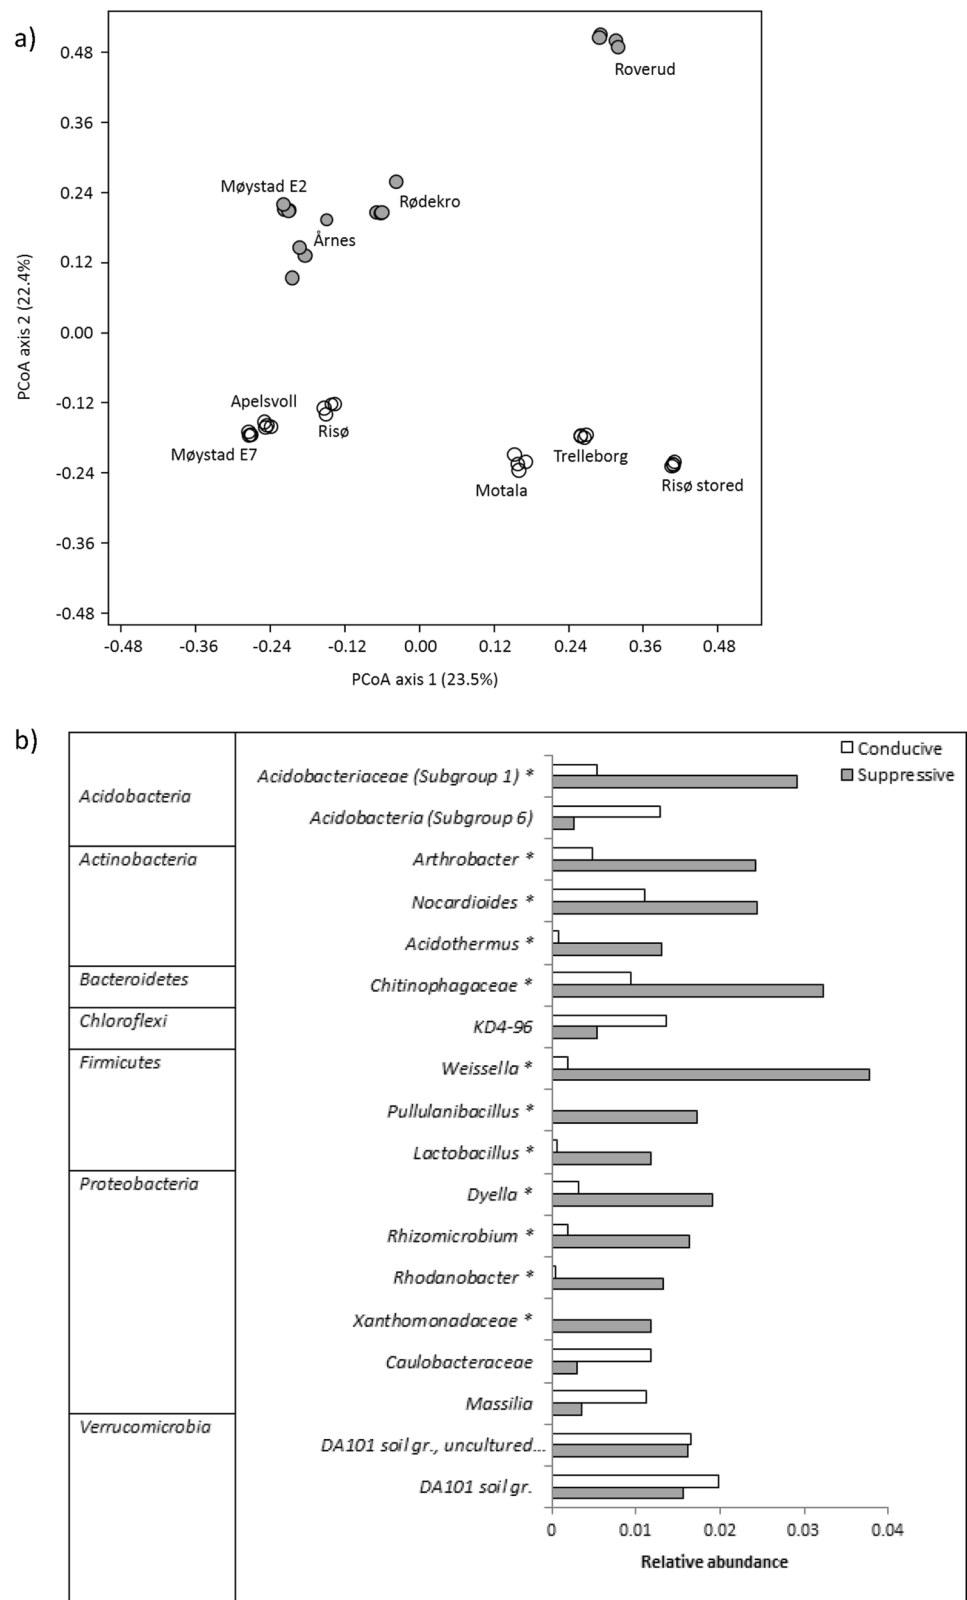 a)
0.48
0.36
0.24
0.12
0.00
-0.12
-0.24
-0.36
-0.48
PCoA axis 2 (22.4%)
Roverud
Møystad E2
Rødekro
Årnes
Apelsvoll
Risø
Møystad E7
Trelleborg
Motala
Risø stored
-0.48 -0.36 -0.24 -0.12 0.00 0.12 0.24 0.36 0.48
PCoA axis 1 (23.5%)
b)
Conducive
Suppressive
Acidobacteria
Acidobacteriaceae (Subgroup 1) *
Acidobacteria (Subgroup 6)
Actinobacteria
Arthrobacter *
Nocardioides *
Acidothermus *
Bacteroidetes
Chitinophagaceae *
Chloroflexi
KD4-96
Firmicutes
Weissella *
Pullulanibacillus *
Lactobacillus *
Proteobacteria
Dyella *
Rhizomicrobium *
Rhodanobacter *
Xanthomonadaceae *
Caulobacteraceae
Massilia
Verrucomicrobia
DA101 soil gr., uncultured...
DA101 soil gr.
0 0.01 0.02 0.03 0.04
Relative abundance